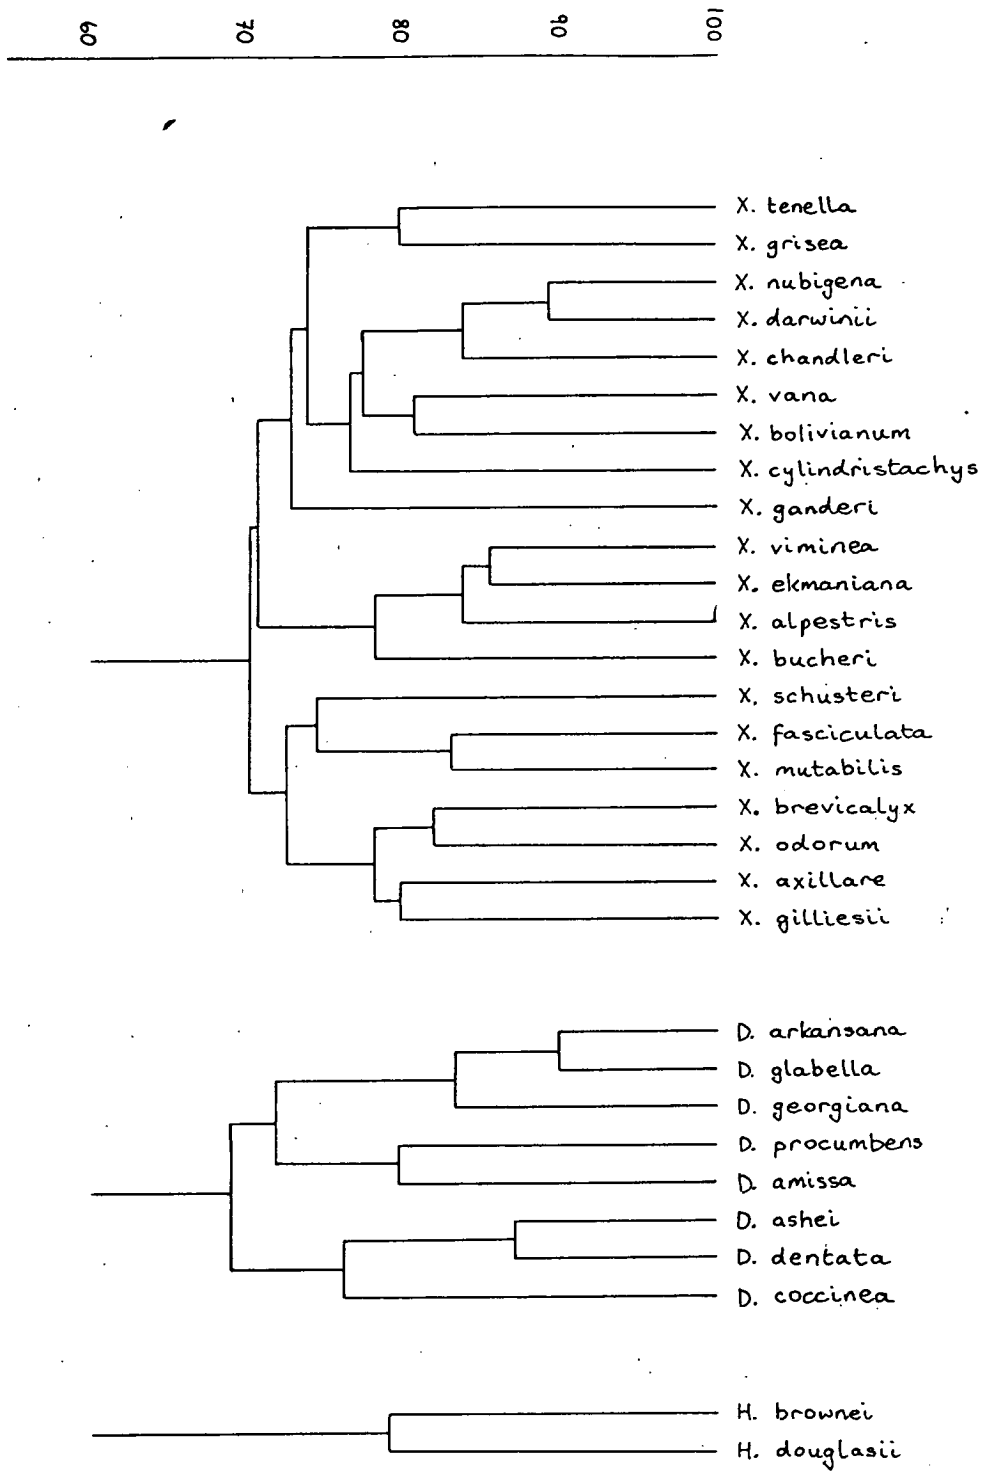 60 70 80 90 100
X. tenella
X. grisea
X. nubigena
X. darwinii
X. chandleri
X. vana
X. bolivianum
X. cylindristachys
X. ganderi
X. viminea
X. ekmaniana
X. alpestris
X. bucheri
X. schusteri
X. fasciculata
X. mutabilis
X. brevicalyx
X. odorum
X. axillare
X. gilliesii
D. arkansana
D. glabella
D. georgiana
D. procumbens
D. amissa
D. ashei
D. dentata
D. coccinea
H. brownei
H. douglasii